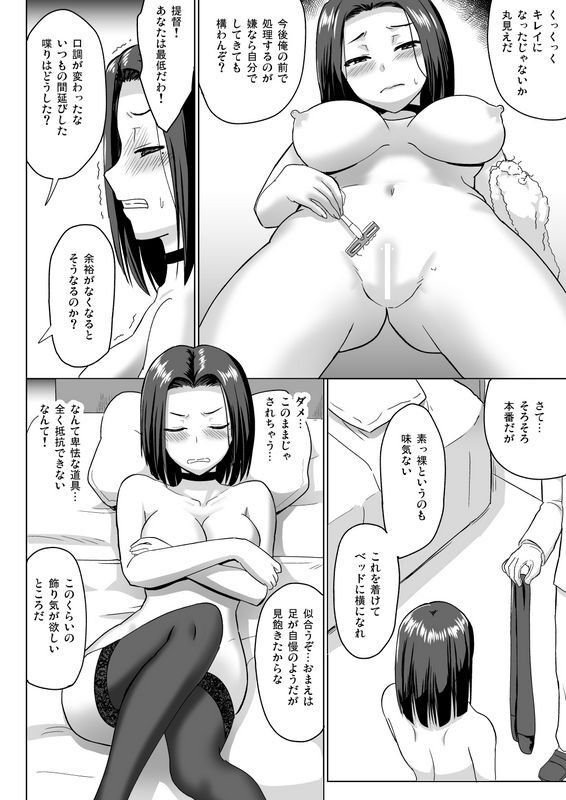 くっくっく
キレイに
なったじゃないか
丸見えだ
今後俺の前で
処理するのが
嫌なら自分で
してきても
構わんぞ?
提督!
あなたは最低だわ!
口調が変わったな
いつもの間延びした
喋りはどうした?
余裕がなくなると
そうなるのか?
さて…
そろそろ
本番だが
素っ裸というのも
味気ない
これを着けて
ベッドに横になれ
ダメ…
このままじゃ
されちゃう…
なんて卑怯な道具…
全く抵抗できない
なんて!
似合うぞ…おまえは
足が自慢のようだが
見飽きたからな
このくらいの
飾り気が欲しい
ところだ